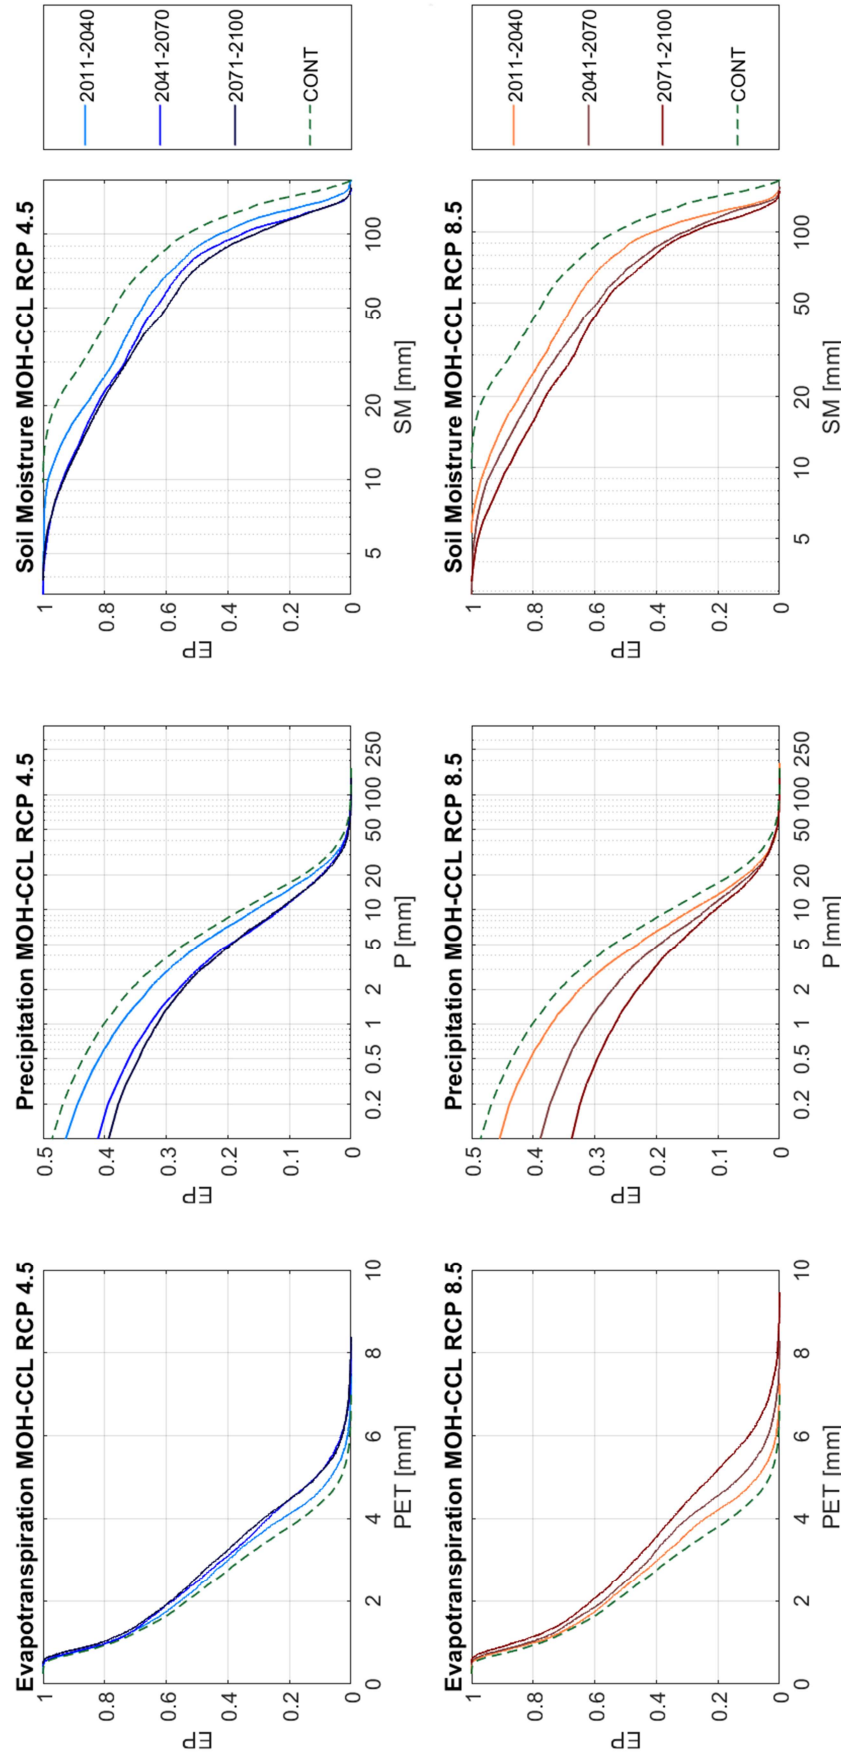 Evapotranspiration MOH-CCL RCP 4.5
EP
1
0.8
0.6
0.4
0.2
0
0 2 4 6 8 10
PET [mm]
Precipitation MOH-CCL RCP 4.5
EP
0.5
0.4
0.3
0.2
0.1
0
0.2 0.5 1 2 5 10 20 50 100 250
P [mm]
Soil Moistrure MOH-CCL RCP 4.5
EP
1
0.8
0.6
0.4
0.2
0
5 10 20 50 100
SM [mm]
2011-2040
2041-2070
2071-2100
CONT
Evapotranspiration MOH-CCL RCP 8.5
EP
1
0.8
0.6
0.4
0.2
0
0 2 4 6 8 10
PET [mm]
Precipitation MOH-CCL RCP 8.5
EP
0.5
0.4
0.3
0.2
0.1
0
0.2 0.5 1 2 5 10 20 50 100 250
P [mm]
Soil Moistrure MOH-CCL RCP 8.5
EP
1
0.8
0.6
0.4
0.2
0
5 10 20 50 100
SM [mm]
2011-2040
2041-2070
2071-2100
CONT